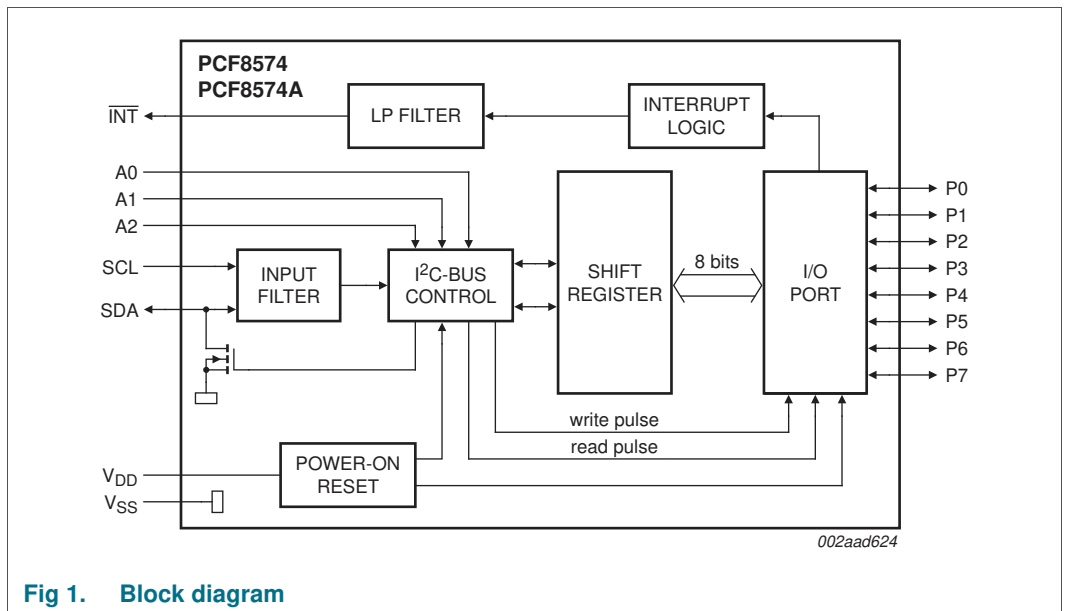 PCF8574
PCF8574A
INT
LP FILTER
INTERRUPT
LOGIC
A0
A1
A2
SCL
SDA
INPUT
FILTER
I²C-BUS
CONTROL
SHIFT
REGISTER
8 bits
I/O
PORT
P0
P1
P2
P3
P4
P5
P6
P7
write pulse
read pulse
POWER-ON
RESET
VDD
VSS
002aad624
Fig 1. Block diagram